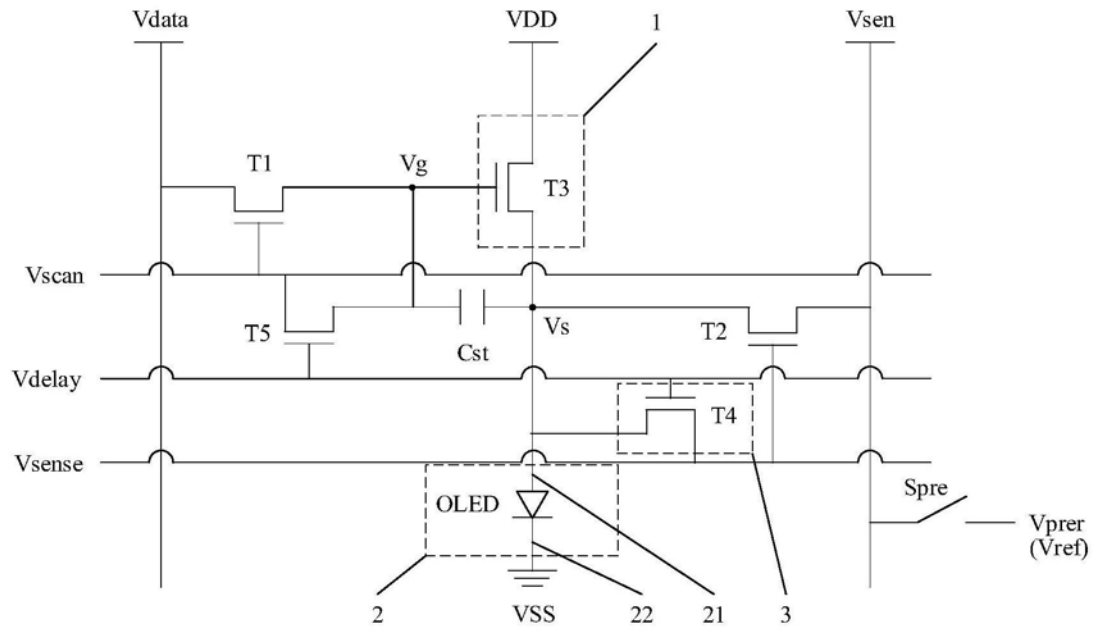 Vdata
VDD
Vsen
1
T1
Vg
T3
Vscan
T5
Cst
Vs
T2
Vdelay
T4
Vsense
OLED
Spre
Vprer
(Vref)
2
VSS
22
21
3